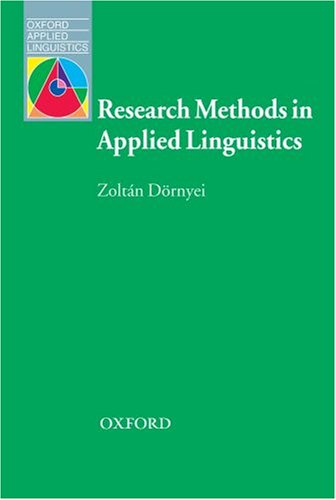 OXFORD
APPLIED
LINGUISTICS
Research Methods in
Applied Linguistics
Zoltán Dörnyei
OXFORD